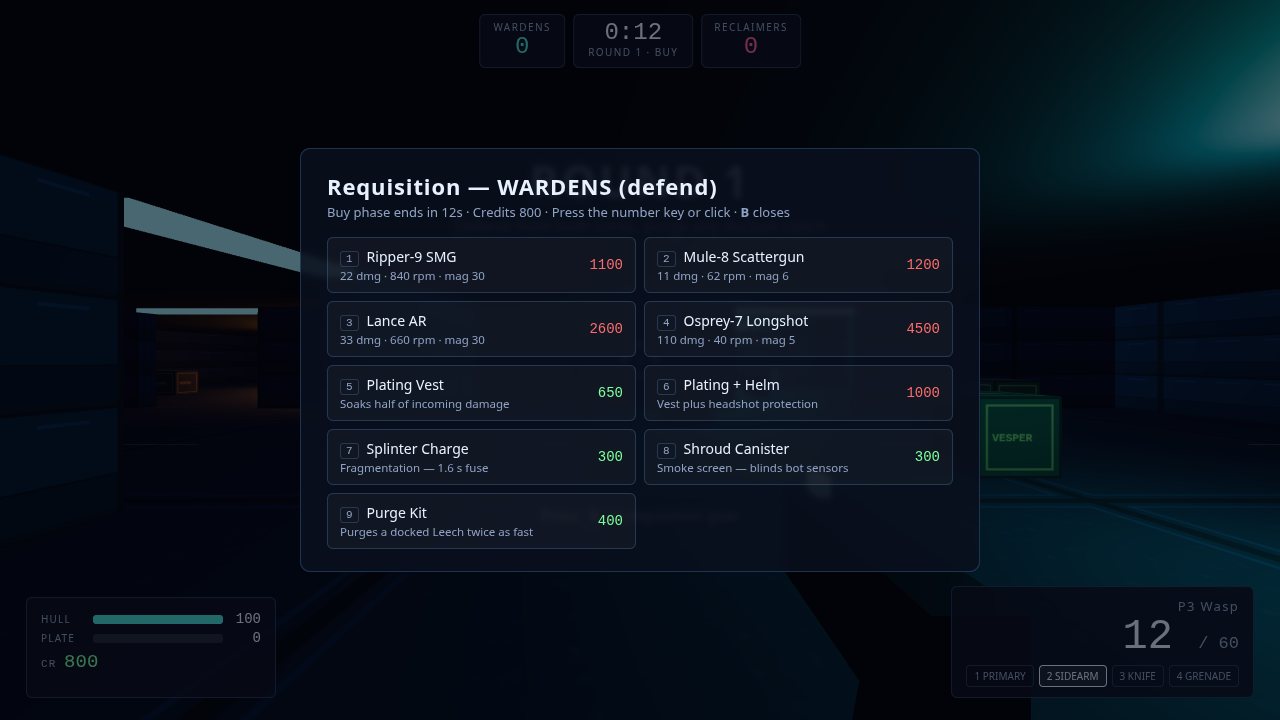 WARDENS
0
0:12
ROUND 1 · BUY
RECLAIMERS
0
Requisition — WARDENS (defend)
Buy phase ends in 12s · Credits 800 · Press the number key or click · B closes
1 Ripper-9 SMG
22 dmg · 840 rpm · mag 30
1100
2 Mule-8 Scattergun
11 dmg · 62 rpm · mag 6
1200
3 Lance AR
33 dmg · 660 rpm · mag 30
2600
4 Osprey-7 Longshot
110 dmg · 40 rpm · mag 5
4500
5 Plating Vest
Soaks half of incoming damage
650
6 Plating + Helm
Vest plus headshot protection
1000
7 Splinter Charge
Fragmentation — 1.6 s fuse
300
8 Shroud Canister
Smoke screen — blinds bot sensors
300
9 Purge Kit
Purges a docked Leech twice as fast
400
VESPER
HULL 100
PLATE 0
CR 800
P3 Wasp
12 / 60
1 PRIMARY 2 SIDEARM 3 KNIFE 4 GRENADE